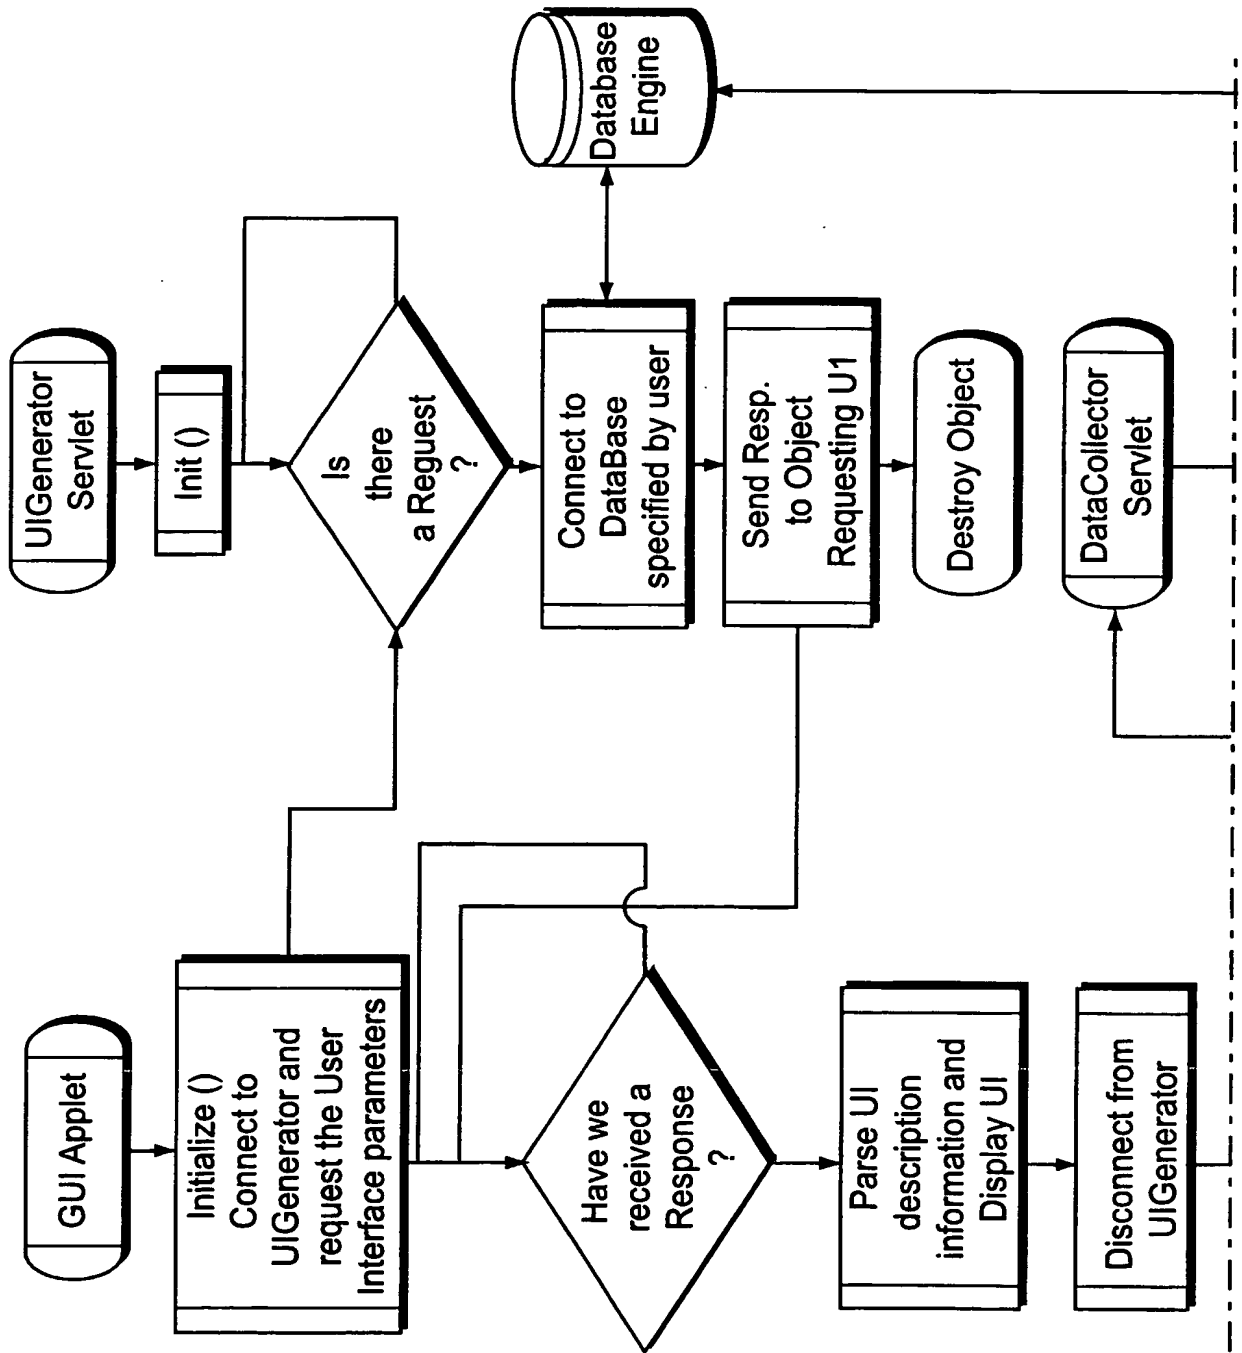 GUI Applet
Initialize ()
Connect to
UIGenerator and
request the User
Interface parameters
Have we
received a
Response
?
Parse UI
description
information and
Display UI
Disconnect from
UIGenerator
UIGenerator
Servlet
Init ()
Is
there
a Reguest
?
Connect to
DataBase
specified by user
Send Resp.
to Object
Requesting U1
Destroy Object
DataCollector
Servlet
Database
Engine